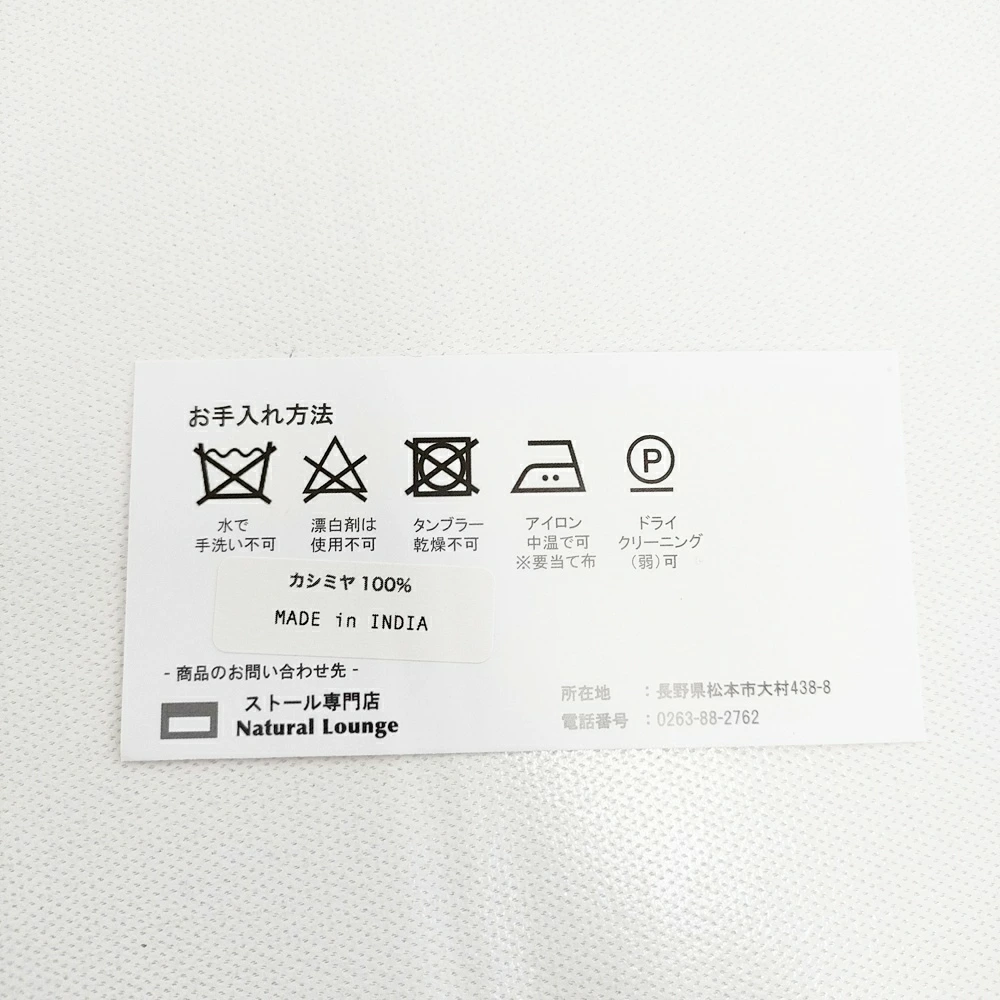 お手入れ方法
P
水で
手洗い不可
漂白剤は
使用不可
タンブラー
乾燥不可
アイロン
中温で可
※要当て布
ドライ
クリーニング
(弱)可
カシミヤ 100%
MADE in INDIA
- 商品のお問い合わせ先 -
ストール専門店
Natural Lounge
所在地 :長野県松本市大村438-8
電話番号 :0263-88-2762